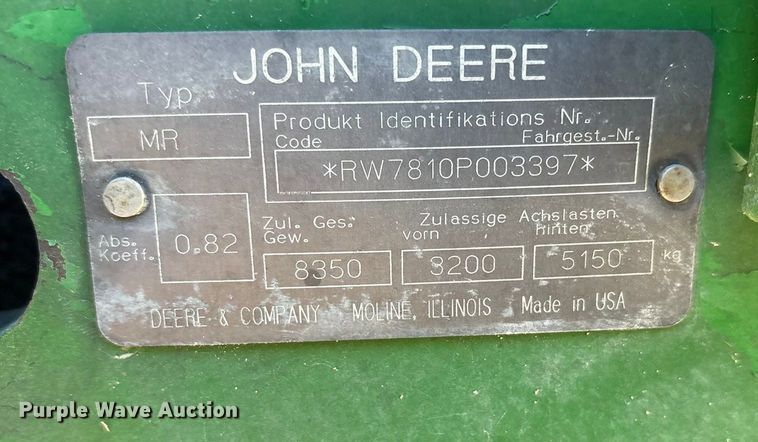 JOHN DEERE
Typ
MR
Produkt Identifikations Nr.
Code Fahrgest.-Nr.
*RW7810P003397*
Abs. Koeff.
0.82
Zul. Ges. Gew.
8350
Zulassige Achslasten
vorn hinten
3200 5150 kg
DEERE & COMPANY MOLINE, ILLINOIS Made in USA
Purple Wave Auction